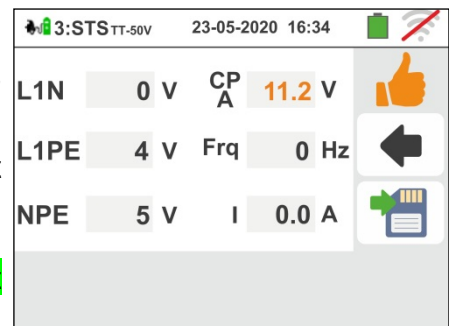 3:STS TT-50V 23-05-2020 16:34
L1N 0 V CP A 11.2 V
L1PE 4 V Frq 0 Hz
NPE 5 V I 0.0 A